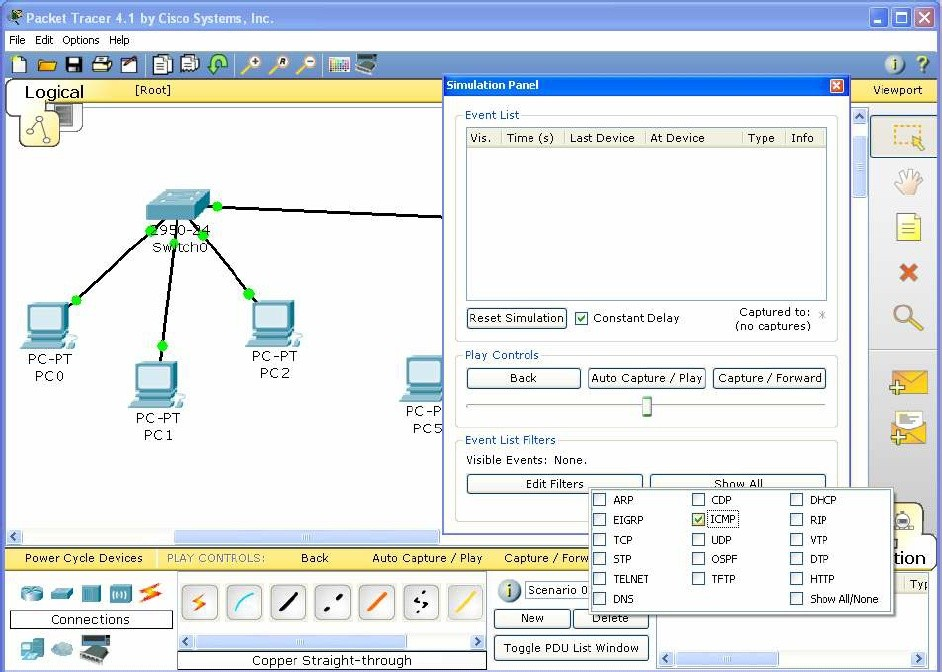 Packet Tracer 4.1 by Cisco Systems, Inc.
File Edit Options Help
Logical
[Root]
Viewport
2950-24
Switch0
PC-PT
PC0
PC-PT
PC1
PC-PT
PC2
PC-P
PC5
Simulation Panel
Event List
Vis. Time (s) Last Device At Device Type Info
Reset Simulation
Constant Delay
Captured to: *
(no captures)
Play Controls
Back
Auto Capture / Play
Capture / Forward
Event List Filters
Visible Events: None.
Edit Filters
Show All
ARP CDP DHCP
EIGRP ICMP RIP
TCP UDP VTP
STP OSPF DTP
TELNET TFTP HTTP
DNS Show All/None
Power Cycle Devices PLAY CONTROLS: Back Auto Capture / Play Capture / Forw
tion
Connections
Copper Straight-through
Scenario 0
New
Delete
Toggle PDU List Window
Typ